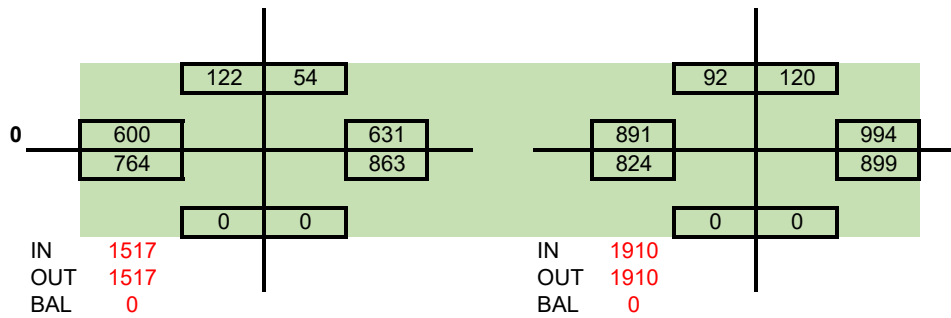 122 54 92 120
0 600 631 891 994
764 863 824 899
0 0 0 0
IN 1517 IN 1910
OUT 1517 OUT 1910
BAL 0 BAL 0